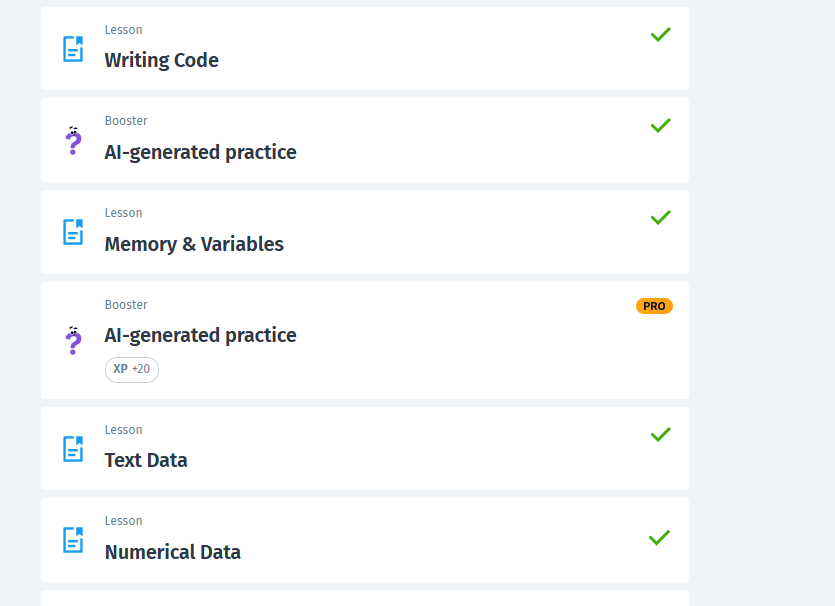 Lesson
Writing Code
Booster
AI-generated practice
Lesson
Memory & Variables
Booster
PRO
AI-generated practice
XP +20
Lesson
Text Data
Lesson
Numerical Data